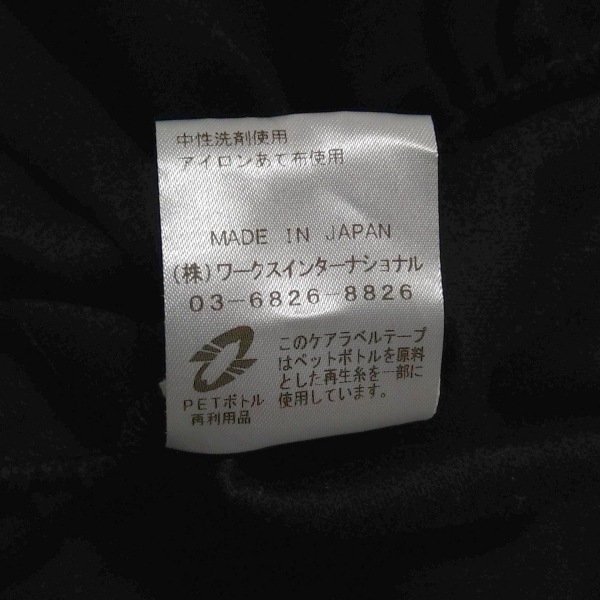 中性洗剤使用
アイロンあて布使用
MADE IN JAPAN
(株)ワークスインターナショナル
03-6826-8826
このケアラベルテープ
はペットボトルを原料
とした再生糸を一部に
使用しています。
PETボトル
再利用品